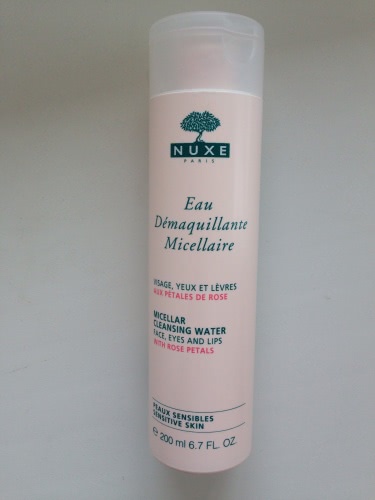 NUXE
PARIS
Eau
Démaquillante
Micellaire
VISAGE, YEUX ET LÈVRES
AUX PÉTALES DE ROSE
MICELLAR
CLEANSING WATER
FACE, EYES AND LIPS
WITH ROSE PETALS
PEAUX SENSIBLES
SENSITIVE SKIN
e 200 ml 6.7 FL. OZ.